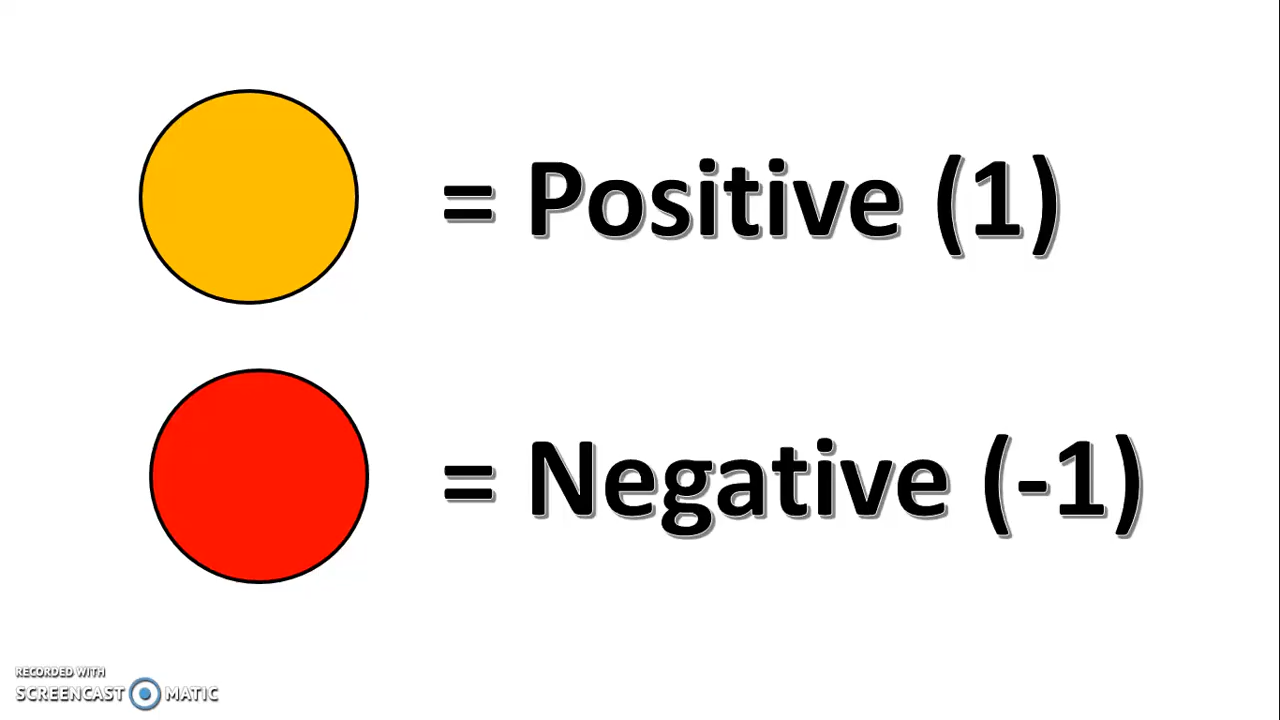 = Positive (1)
= Negative (-1)
RECORDED WITH
SCREENCAST MATIC